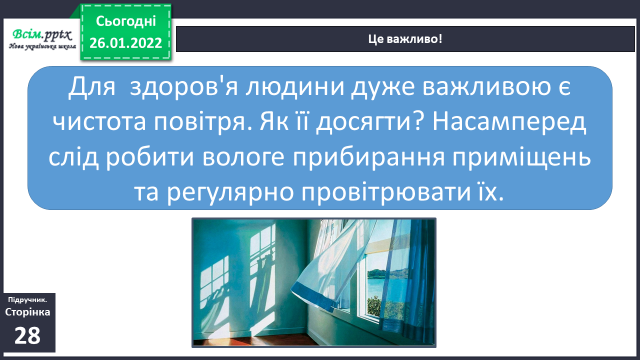 Всім.pptx
Нова українська школа
Сьогодні
26.01.2022
Це важливо!
Для здоров'я людини дуже важливою є
чистота повітря. Як її досягти? Насамперед
слід робити вологе прибирання приміщень
та регулярно провітрювати їх.
Підручник.
Сторінка
28